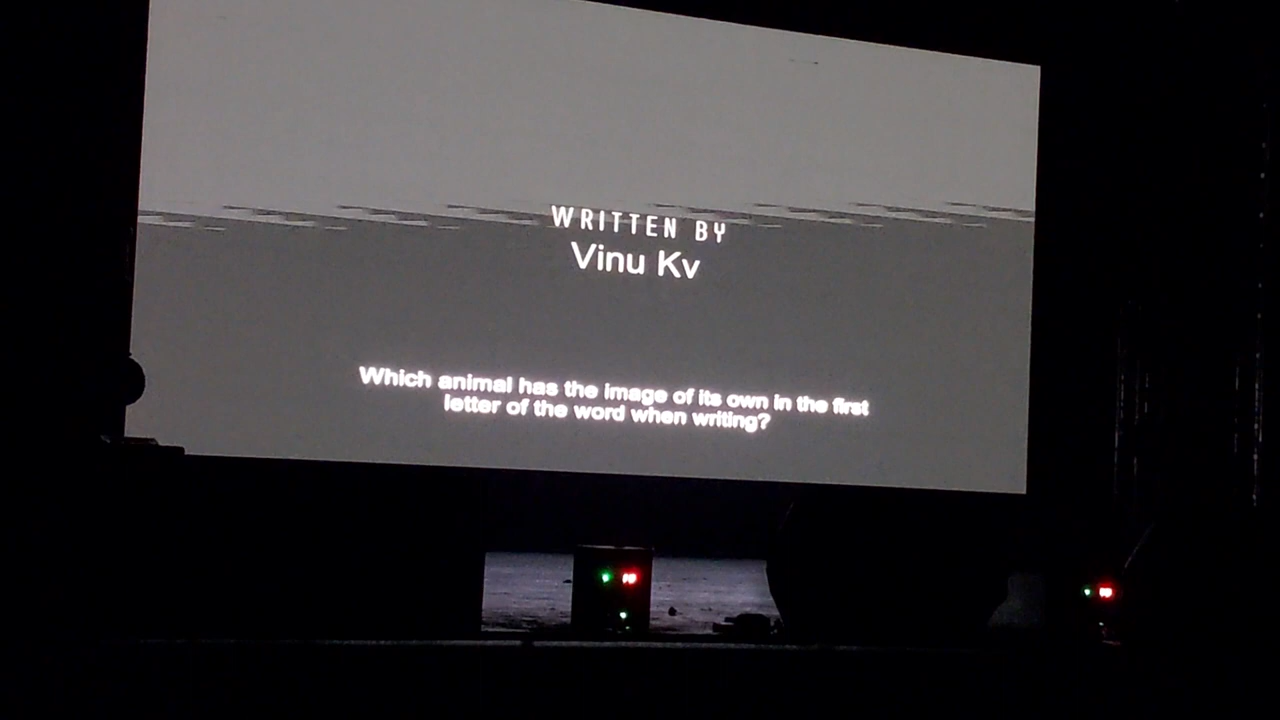 WRITTEN BY
Vinu Kv
Which animal has the image of its own in the first
letter of the word when writing?